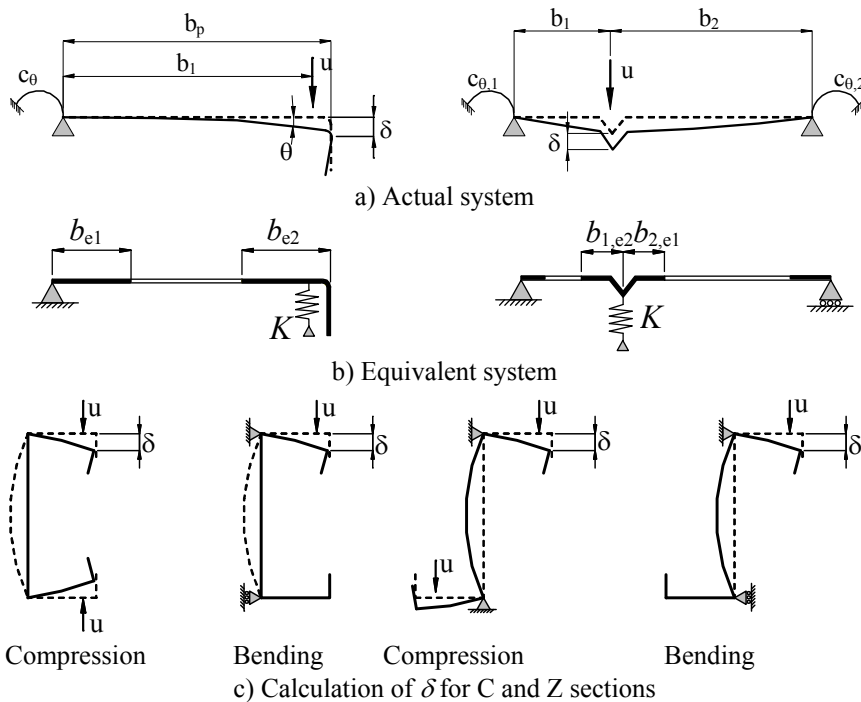 b_p
b_1
u
c_θ
θ
δ
b_1
b_2
u
c_θ,1
c_θ,2
δ
a) Actual system
b_e1
b_e2
K
b_1,e2
b_2,e1
K
b) Equivalent system
u
δ
u
u
δ
u
δ
u
u
δ
Compression
Bending
Compression
Bending
c) Calculation of δ for C and Z sections